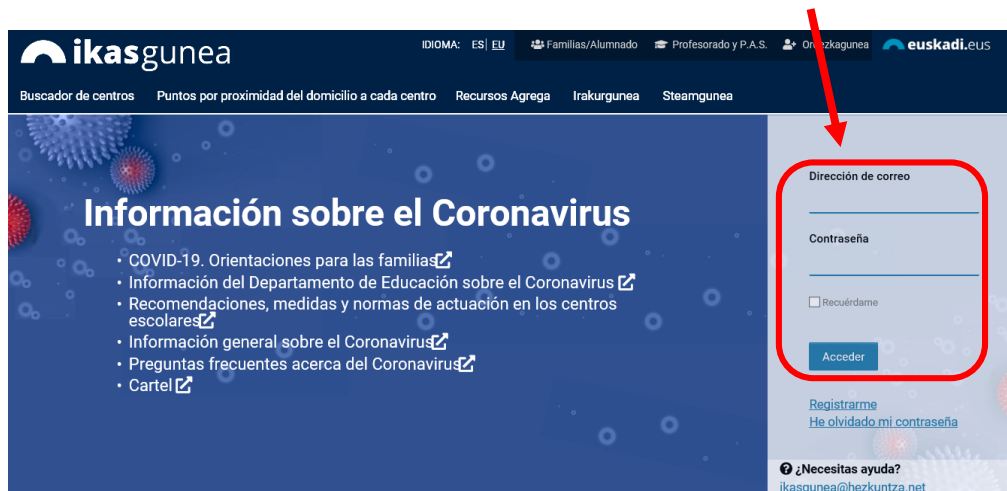 ikasgunea
IDIOMA: ES| EU
Familias/Alumnado
Profesorado y P.A.S.
euskadi.eus
Buscador de centros
Puntos por proximidad del domicilio a cada centro
Recursos Agrega
Irakurgunea
Steamgunea
Información sobre el Coronavirus
• COVID-19. Orientaciones para las familias
• Información del Departamento de Educación sobre el Coronavirus
• Recomendaciones, medidas y normas de actuación en los centros
escolares
• Información general sobre el Coronavirus
• Preguntas frecuentes acerca del Coronavirus
• Cartel
Dirección de correo
Contraseña
Recuérdame
Acceder
Registrarme
He olvidado mi contraseña
¿Necesitas ayuda?
ikasgunea@hezkuntza.net